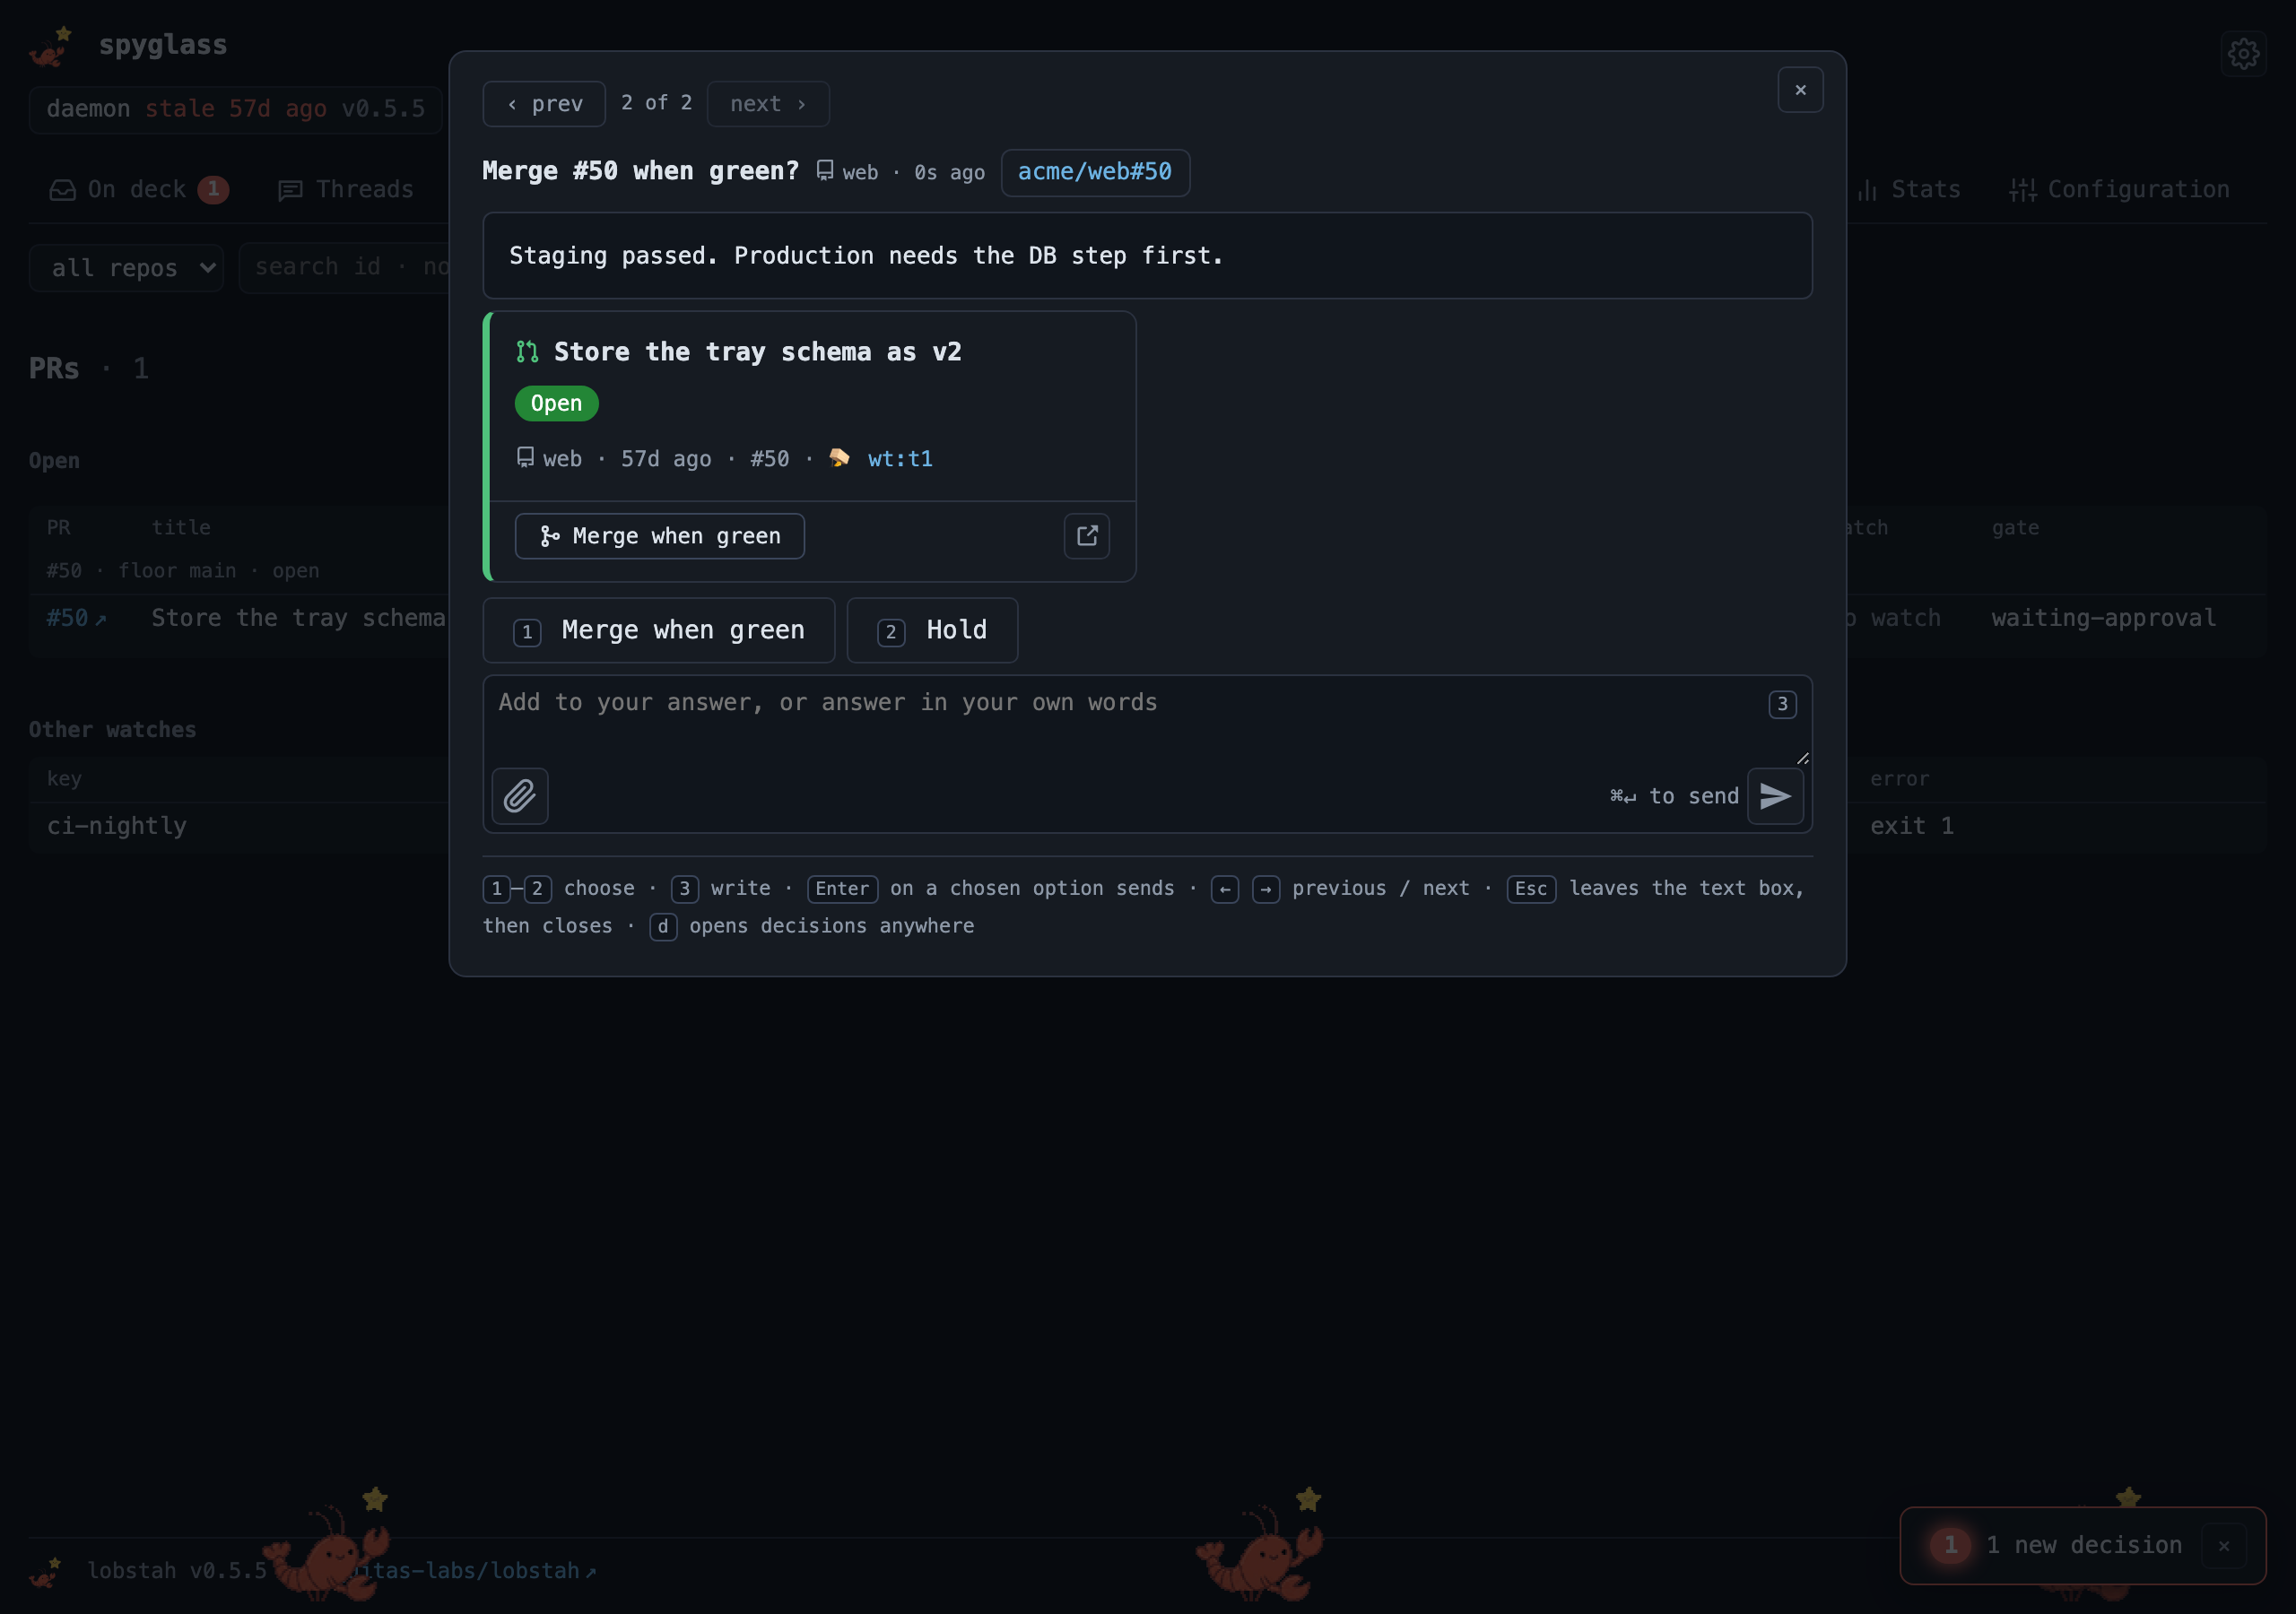 spyglass
daemon stale 57d ago v0.5.5
On deck 1 Threads
Stats Configuration
all repos search id · no
PRs · 1
Open
PR title
gate
#50 · floor main · open
#50↗ Store the tray schema
watch waiting-approval
Other watches
key
error
ci-nightly
exit 1
‹ prev 2 of 2 next › ×
Merge #50 when green? web · 0s ago acme/web#50
Staging passed. Production needs the DB step first.
Store the tray schema as v2
Open
web · 57d ago · #50 · wt:t1
Merge when green
1 Merge when green 2 Hold
Add to your answer, or answer in your own words 3
⌘↵ to send
1–2 choose · 3 write · Enter on a chosen option sends · ← → previous / next · Esc leaves the text box,
then closes · d opens decisions anywhere
lobstah v0.5.5 itas-labs/lobstah↗
1 1 new decision ×